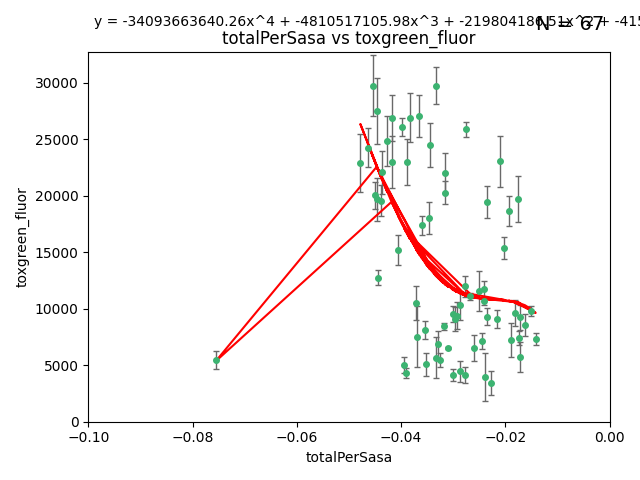 y = -34093663640.26x^4 + -4810517105.98x^3 + -219804186.51x^2 + -415
N = 67
totalPerSasa vs toxgreen_fluor
30000
25000
20000
15000
10000
5000
0
toxgreen_fluor
−0.10 −0.08 −0.06 −0.04 −0.02 0.00
totalPerSasa